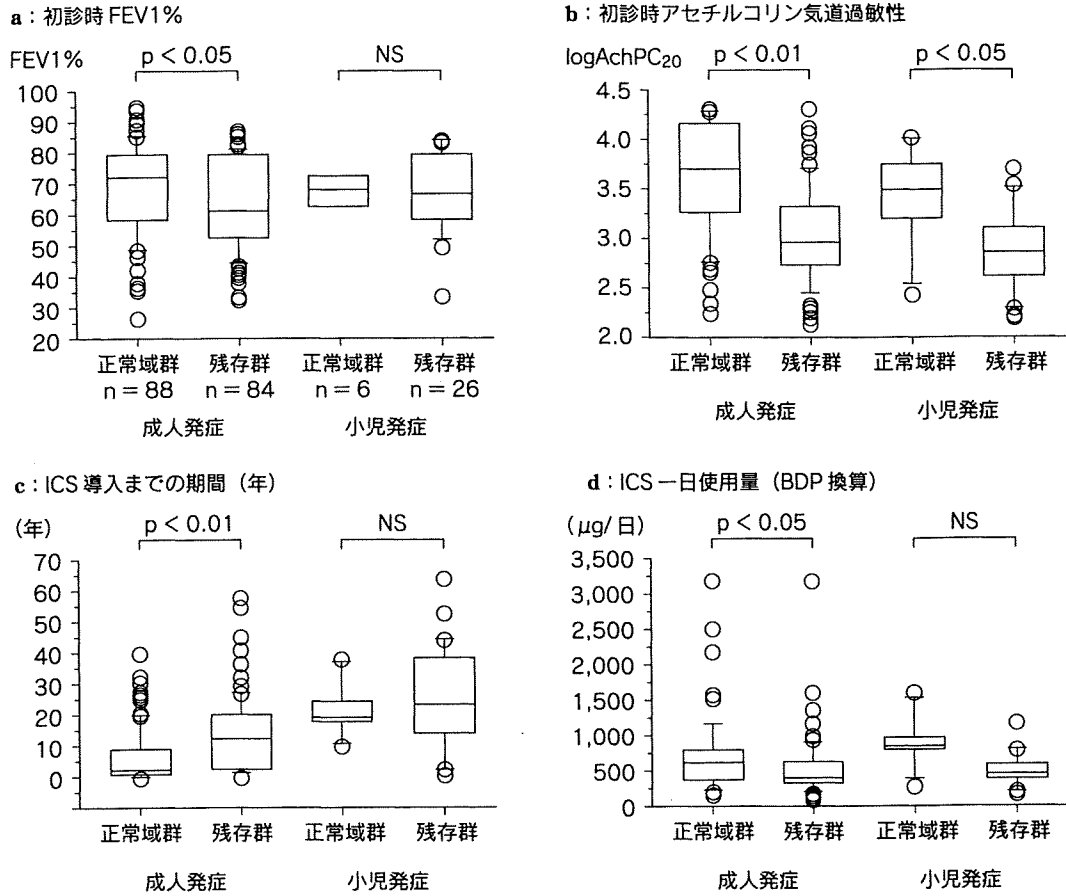 a：初診時 FEV1%
FEV1%
p < 0.05
NS
100
90
80
70
60
50
40
30
20
正常域群 残存群 正常域群 残存群
n = 88 n = 84 n = 6 n = 26
成人発症 小児発症
b：初診時アセチルコリン気道過敏性
logAchPC20
p < 0.01
p < 0.05
4.5
4.0
3.5
3.0
2.5
2.0
正常域群 残存群 正常域群 残存群
成人発症 小児発症
c：ICS 導入までの期間（年）
（年）
p < 0.01
NS
70
60
50
40
30
20
10
0
正常域群 残存群 正常域群 残存群
成人発症 小児発症
d：ICS 一日使用量（BDP 換算）
（μg/日）
p < 0.05
NS
3,500
3,000
2,500
2,000
1,500
1,000
500
0
正常域群 残存群 正常域群 残存群
成人発症 小児発症